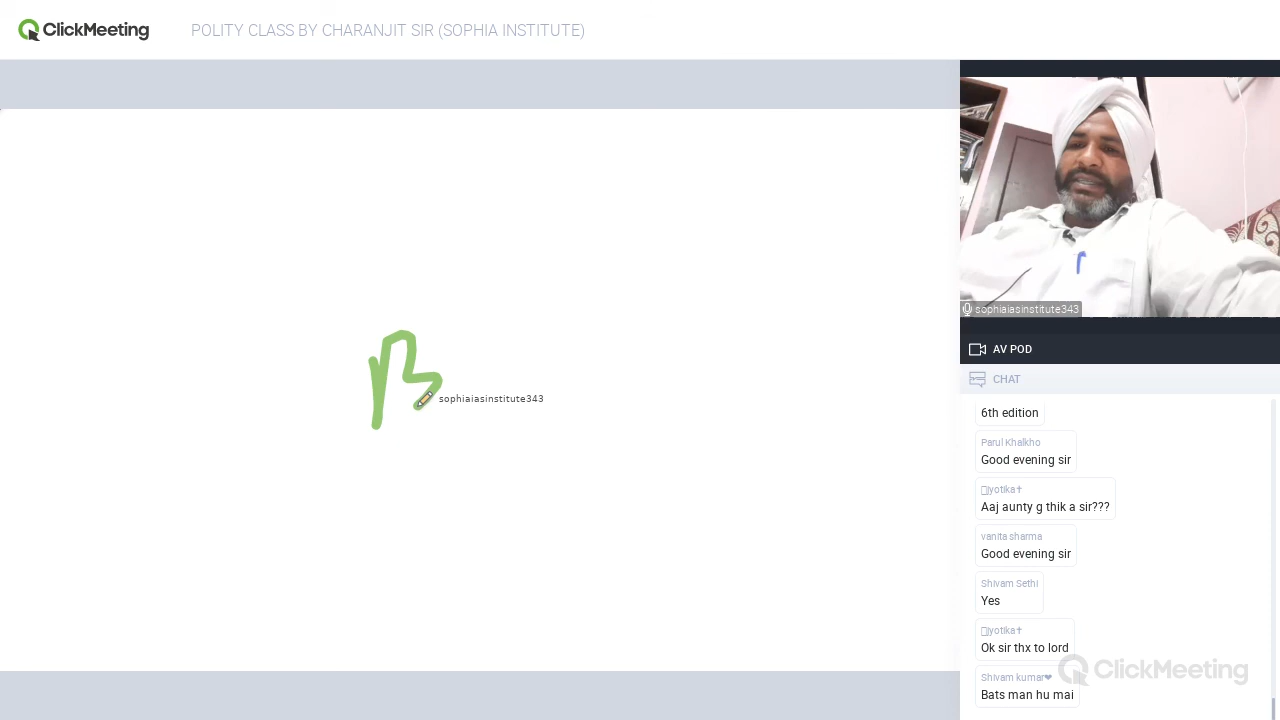 ClickMeeting
POLITY CLASS BY CHARANJIT SIR (SOPHIA INSTITUTE)
sophiaiasinstitute343
sophiaiasinstitute343
AV POD
CHAT
6th edition
Parul Khalkho
Good evening sir
yotika✝
Aaj aunty g thik a sir???
vanita sharma
Good evening sir
Shivam Sethi
Yes
yotika✝
Ok sir thx to lord
Shivam kumar❤
Bats man hu mai
ClickMeeting